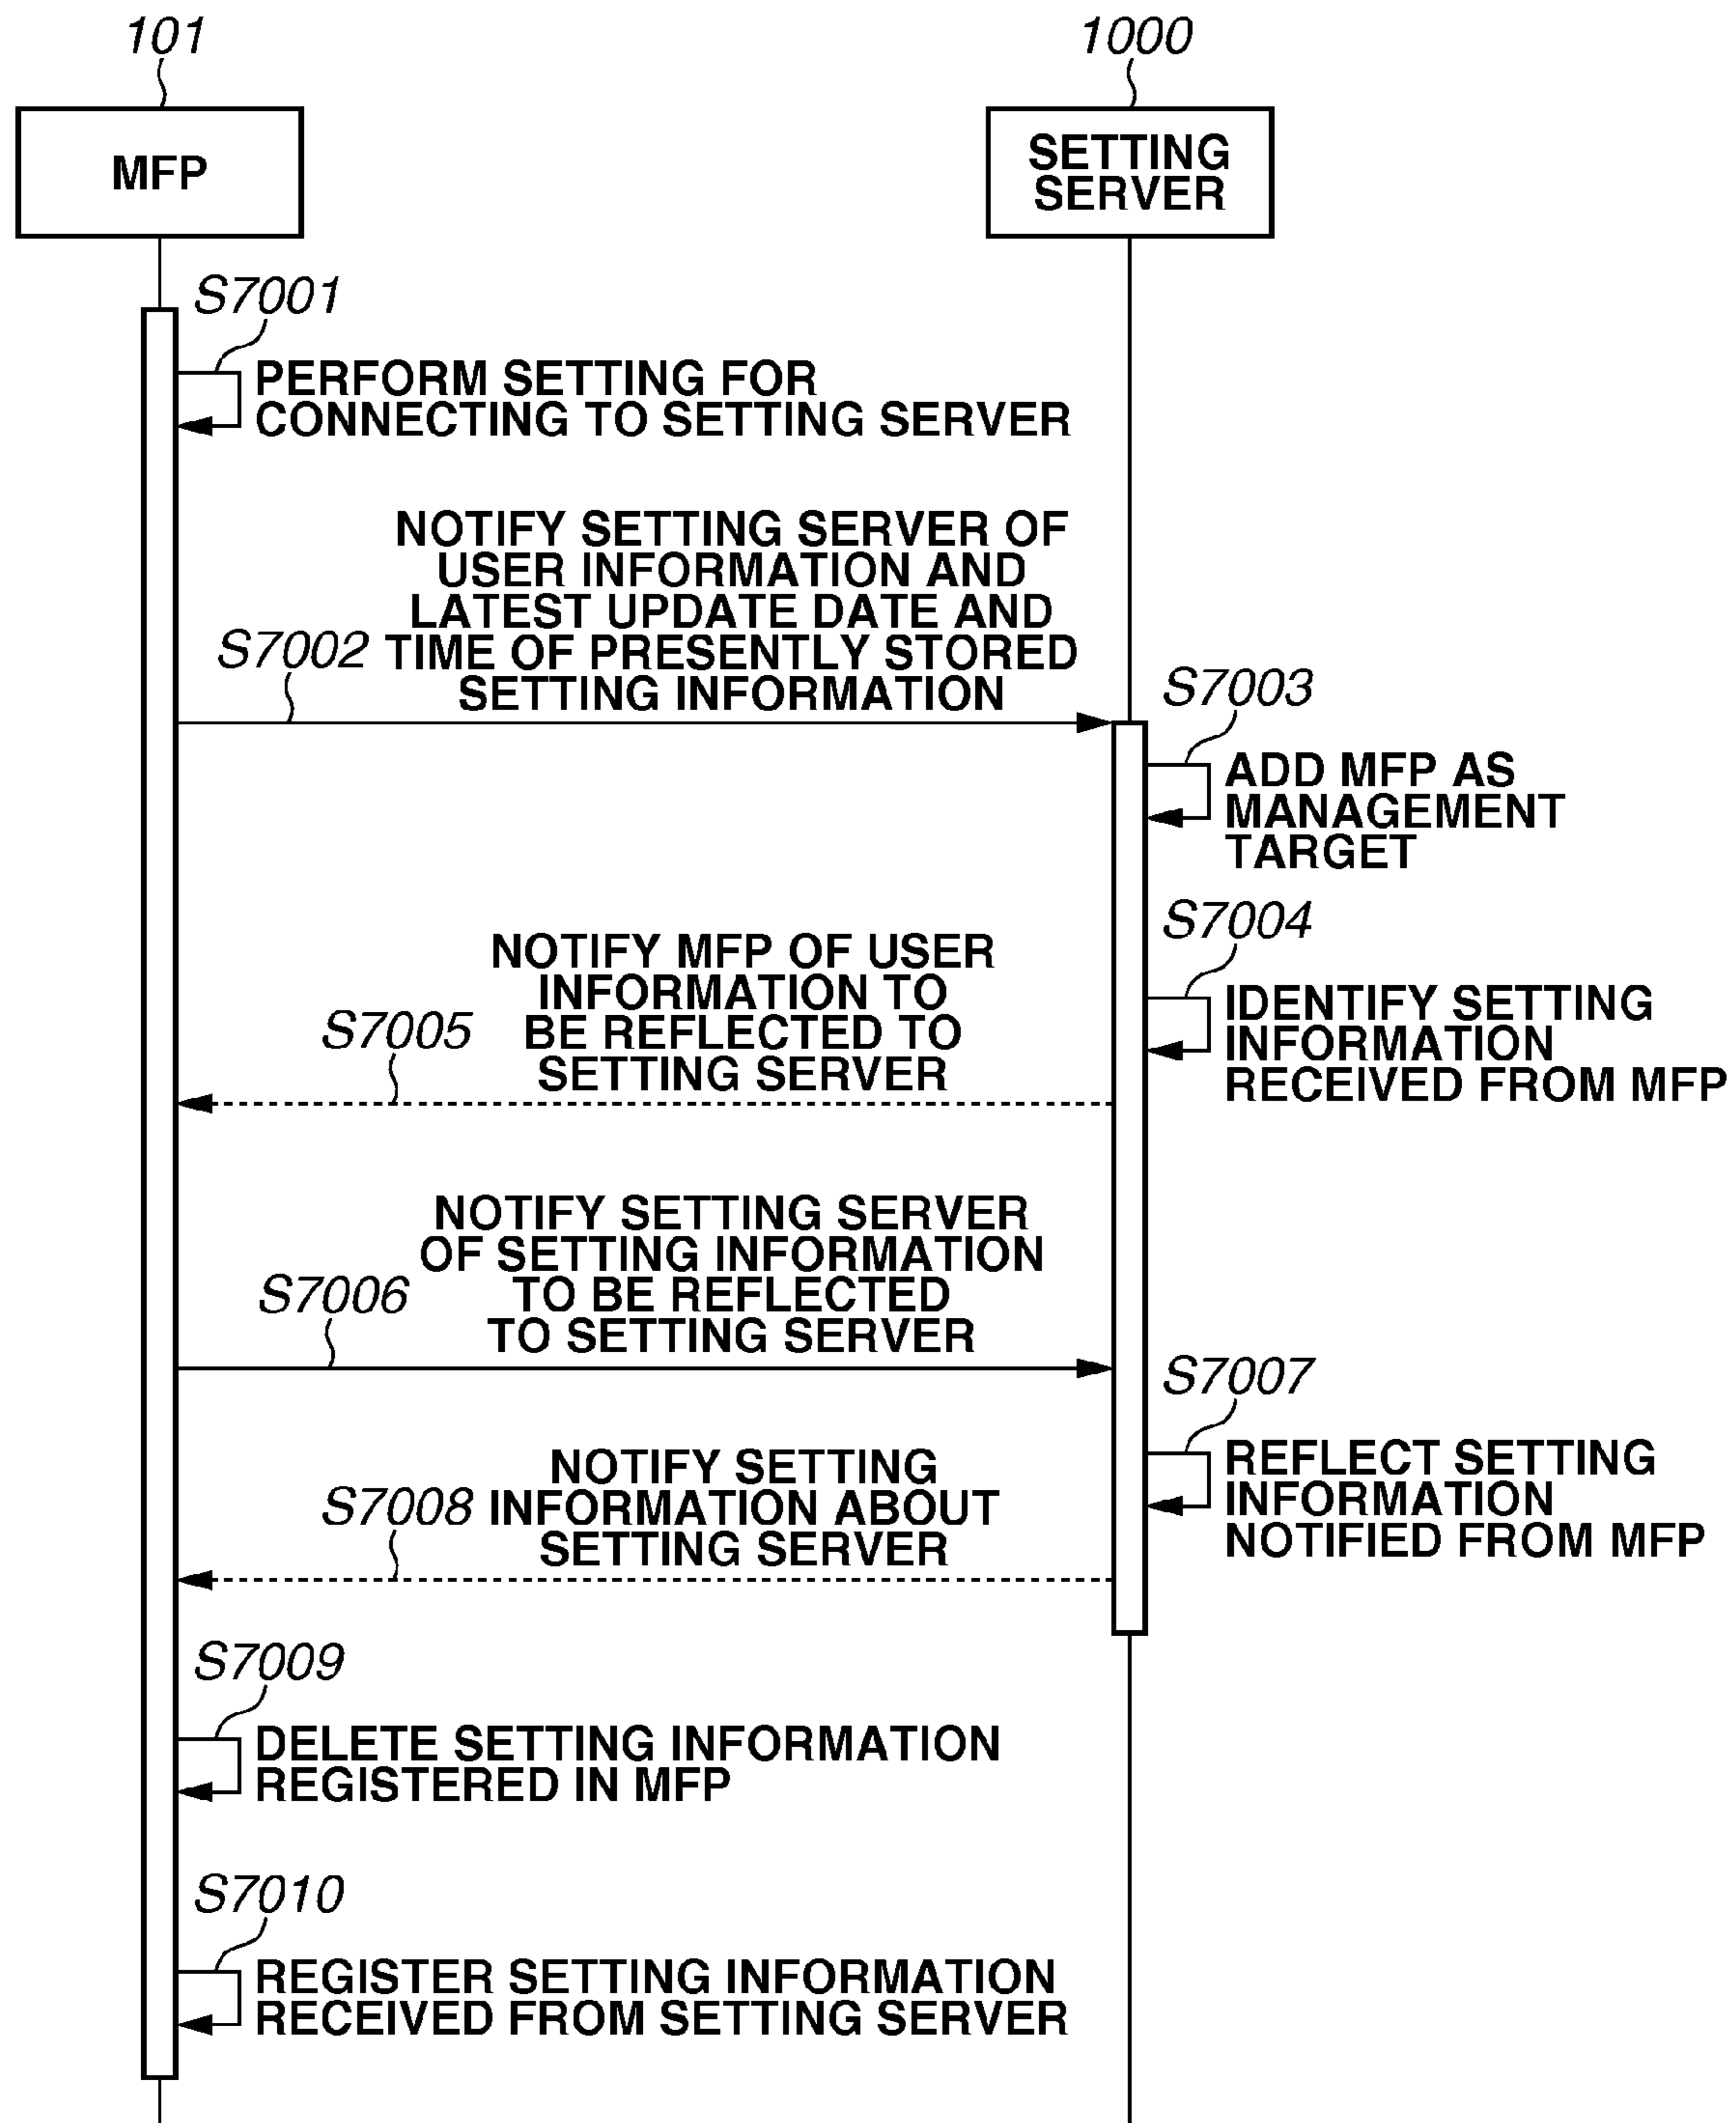 101
1000
MFP
SETTING
SERVER
S7001
PERFORM SETTING FOR
CONNECTING TO SETTING SERVER
NOTIFY SETTING SERVER OF
USER INFORMATION AND
LATEST UPDATE DATE AND
S7002 TIME OF PRESENTLY STORED
SETTING INFORMATION
S7003
ADD MFP AS
MANAGEMENT
TARGET
S7004
IDENTIFY SETTING
INFORMATION
RECEIVED FROM MFP
NOTIFY MFP OF USER
INFORMATION TO
S7005 BE REFLECTED TO
SETTING SERVER
NOTIFY SETTING SERVER
OF SETTING INFORMATION
S7006 TO BE REFLECTED
TO SETTING SERVER
S7007
REFLECT SETTING
INFORMATION
NOTIFIED FROM MFP
NOTIFY SETTING
S7008 INFORMATION ABOUT
SETTING SERVER
S7009
DELETE SETTING INFORMATION
REGISTERED IN MFP
S7010
REGISTER SETTING INFORMATION
RECEIVED FROM SETTING SERVER